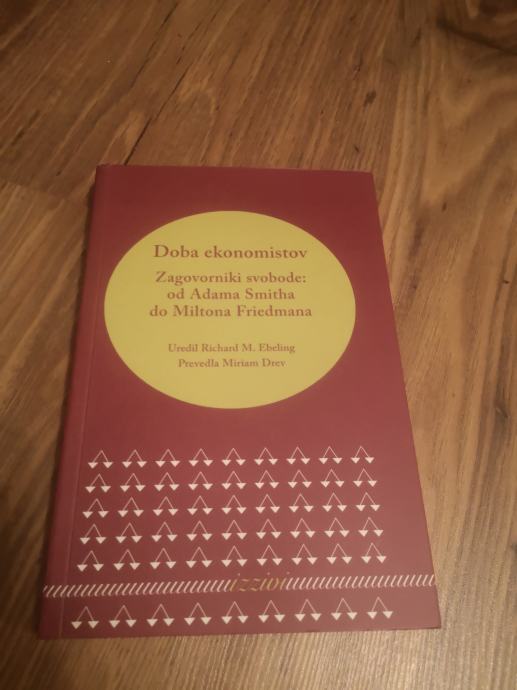 Doba ekonomistov
Zagovorniki svobode:
od Adama Smitha
do Miltona Friedmana
Uredil Richard M. Ebeling
Prevedla Miriam Drev
izzivi